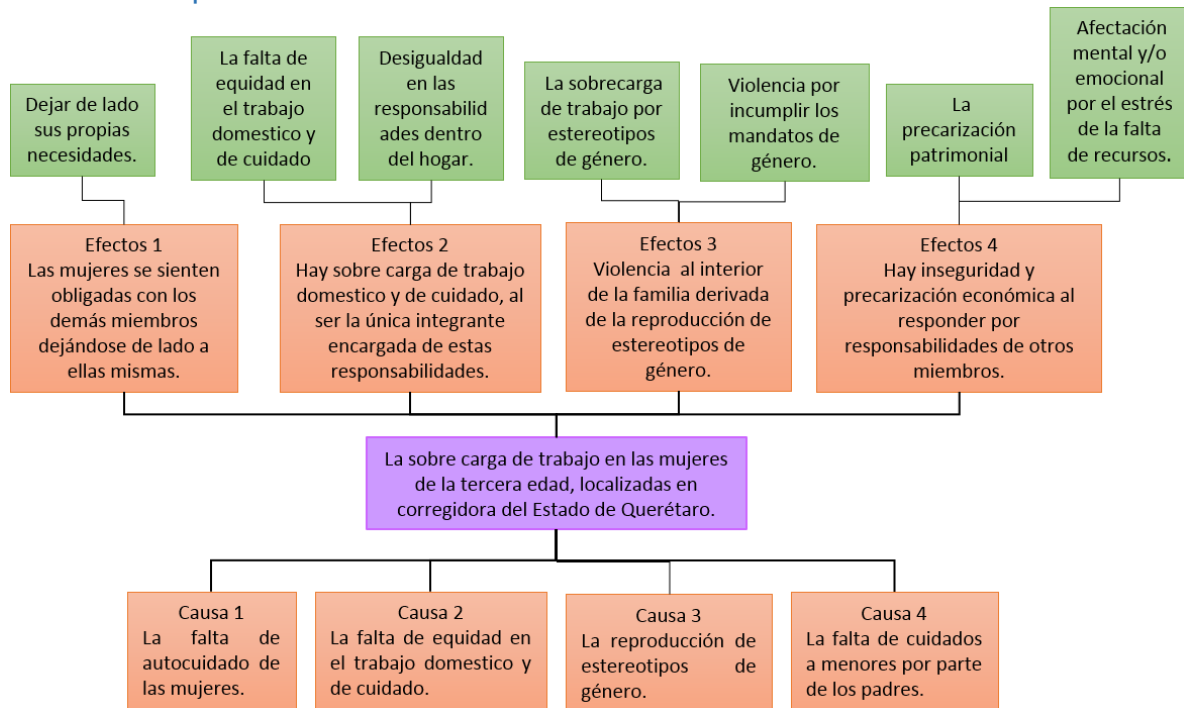 Dejar de lado
sus propias
necesidades.
La falta de
equidad en
el trabajo
domestico y
de cuidado
Desigualdad
en las
responsabilid
ades dentro
del hogar.
La sobrecarga
de trabajo por
estereotipos
de género.
Violencia por
incumplir los
mandatos de
género.
La
precarización
patrimonial
Afectación
mental y/o
emocional
por el estrés
de la falta
de recursos.
Efectos 1
Las mujeres se sienten
obligadas con los
demás miembros
dejándose de lado a
ellas mismas.
Efectos 2
Hay sobre carga de trabajo
domestico y de cuidado, al
ser la única integrante
encargada de estas
responsabilidades.
Efectos 3
Violencia al interior
de la familia derivada
de la reproducción de
estereotipos de
género.
Efectos 4
Hay inseguridad y
precarización económica al
responder por
responsabilidades de otros
miembros.
La sobre carga de trabajo en las mujeres
de la tercera edad, localizadas en
corregidora del Estado de Querétaro.
Causa 1
La falta de
autocuidado de
las mujeres.
Causa 2
La falta de equidad en
el trabajo domestico y
de cuidado.
Causa 3
La reproducción de
estereotipos de
género.
Causa 4
La falta de cuidados
a menores por parte
de los padres.